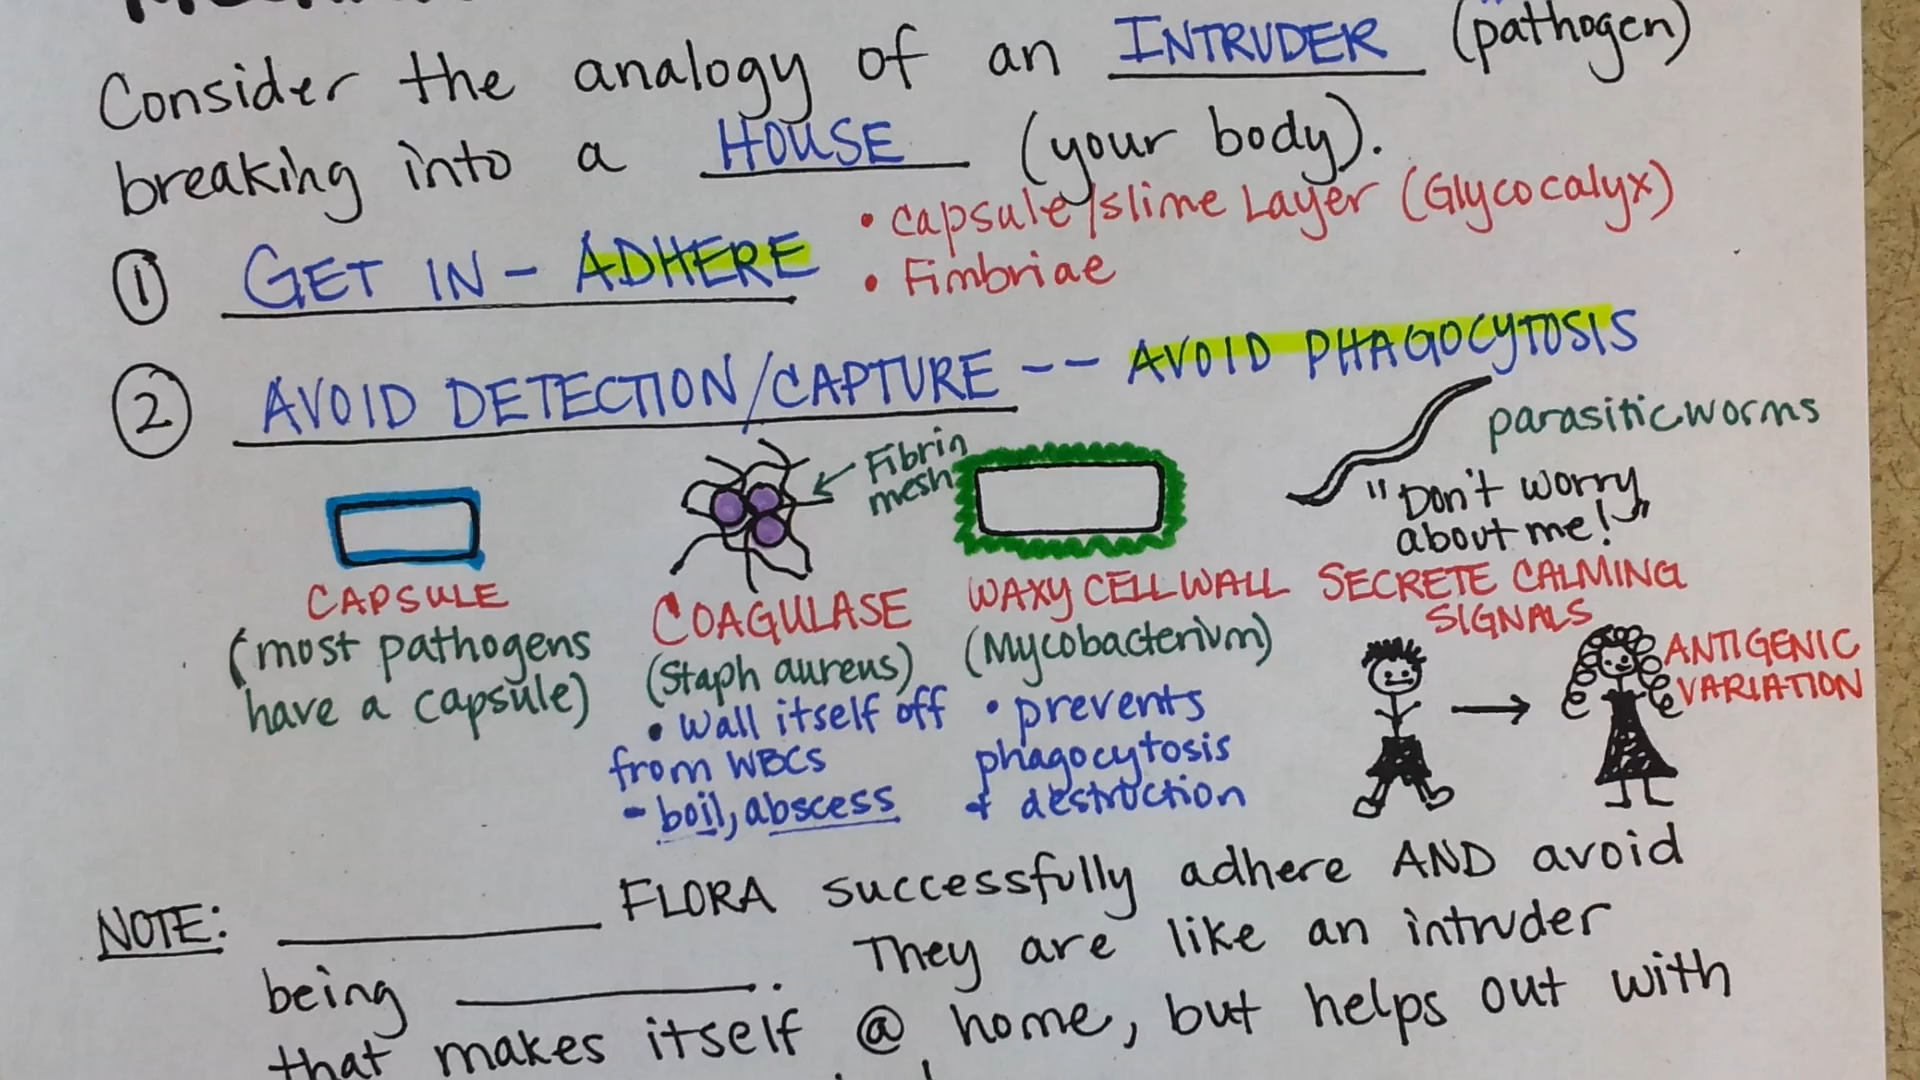 Consider the analogy of an INTRUDER (pathogen)
breaking into a HOUSE (your body).
① GET IN - ADHERE
• capsule/slime Layer (Glycocalyx)
• Fimbriae
② AVOID DETECTION/CAPTURE -- AVOID PHAGOCYTOSIS
CAPSULE
(most pathogens
have a capsule)
Fibrin
mesh
COAGULASE
(Staph aureus)
• Wall itself off
from WBCS
- boil, abscess
WAXY CELL WALL
(Mycobacterium)
• prevents
phagocytosis
+ destruction
parasitic worms
"Don't worry
about me!"
SECRETE CALMING
SIGNALS
ANTIGENIC
VARIATION
NOTE: ________ FLORA successfully adhere AND avoid
being ________. They are like an intruder
that makes itself @ home, but helps out with